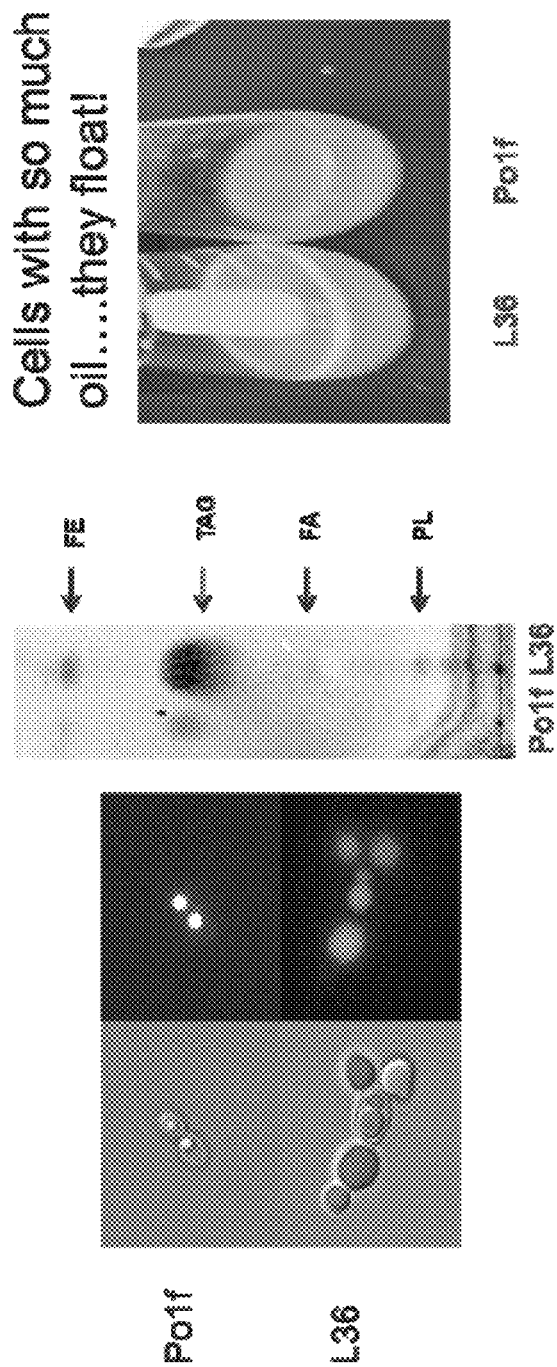 Po1f
L36
Po1f L36
FE
TAG
FA
PL
Cells with so much
oil....they float!
L36
Po1f